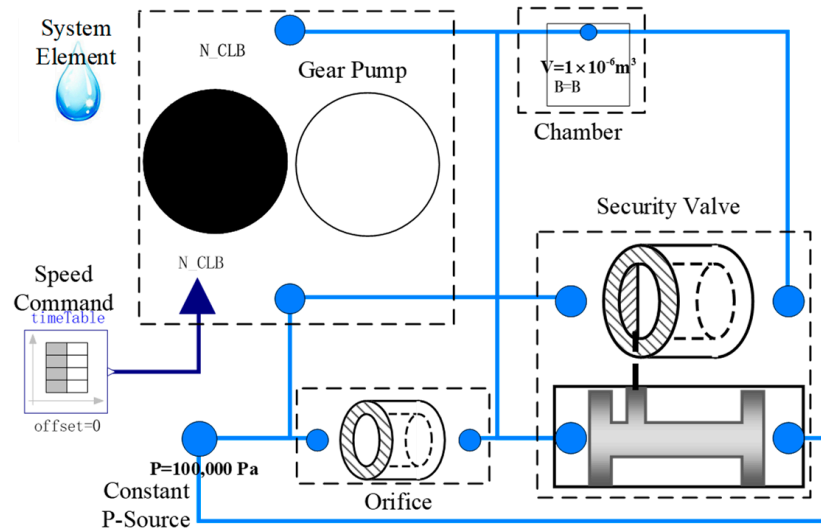 System
Element
N_CLB
Gear Pump
V=1×10⁻⁶m³
B=B
Chamber
Security Valve
N_CLB
Speed
Command
timeTable
offset=0
P=100,000 Pa
Constant
P-Source
Orifice